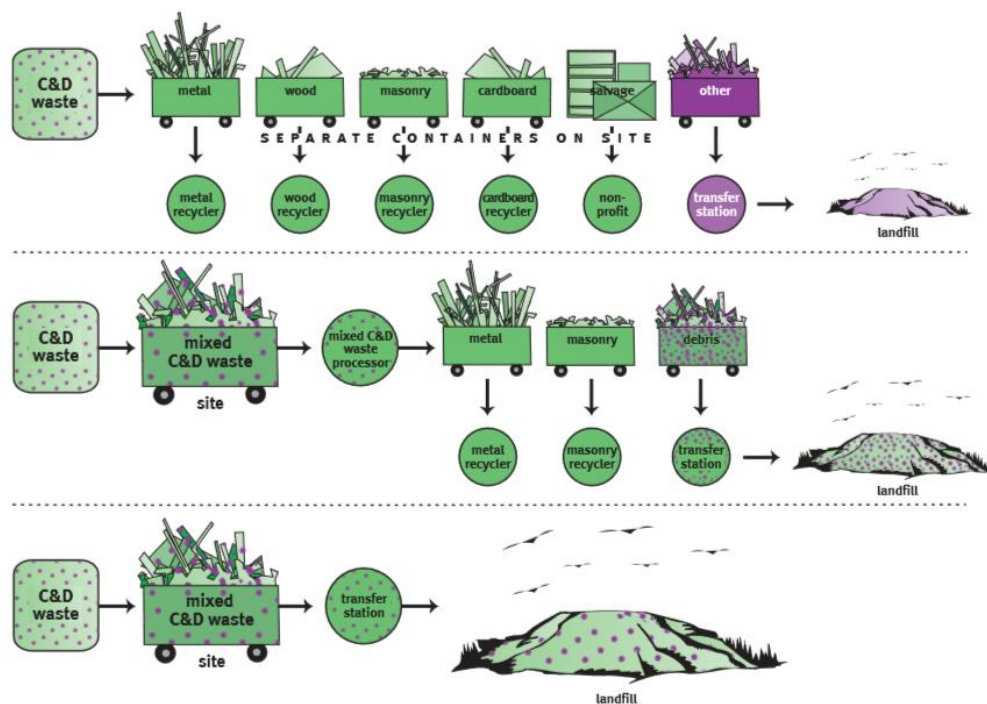 C&D
waste
metal
wood
masonry
cardboard
salvage
other
SEPARATE CONTAINERS ON SITE
metal
recycler
wood
recycler
masonry
recycler
cardboard
recycler
non-
profit
transfer
station
landfill
C&D
waste
mixed
C&D waste
site
mixed C&D
waste
processor
metal
masonry
debris
metal
recycler
masonry
recycler
transfer
station
landfill
C&D
waste
mixed
C&D waste
site
transfer
station
landfill